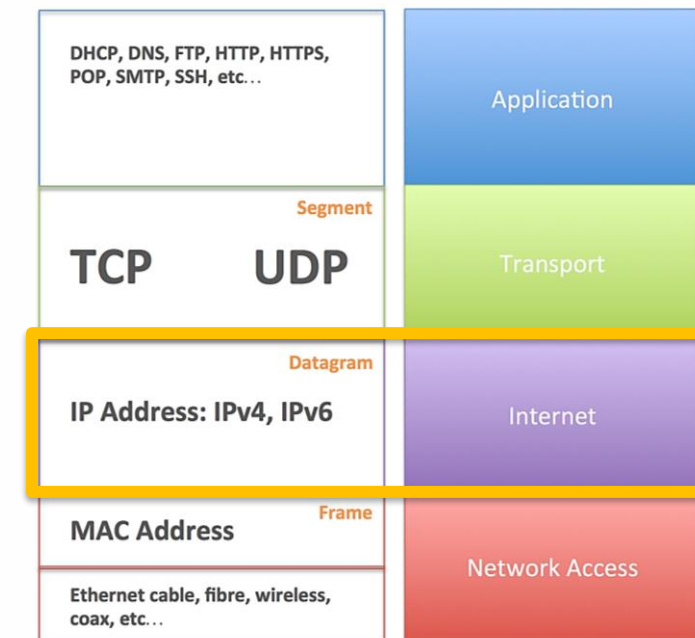 DHCP, DNS, FTP, HTTP, HTTPS,
POP, SMTP, SSH, etc...
Application
Segment
TCP UDP
Transport
Datagram
IP Address: IPv4, IPv6
Internet
Frame
MAC Address
Network Access
Ethernet cable, fibre, wireless,
coax, etc...